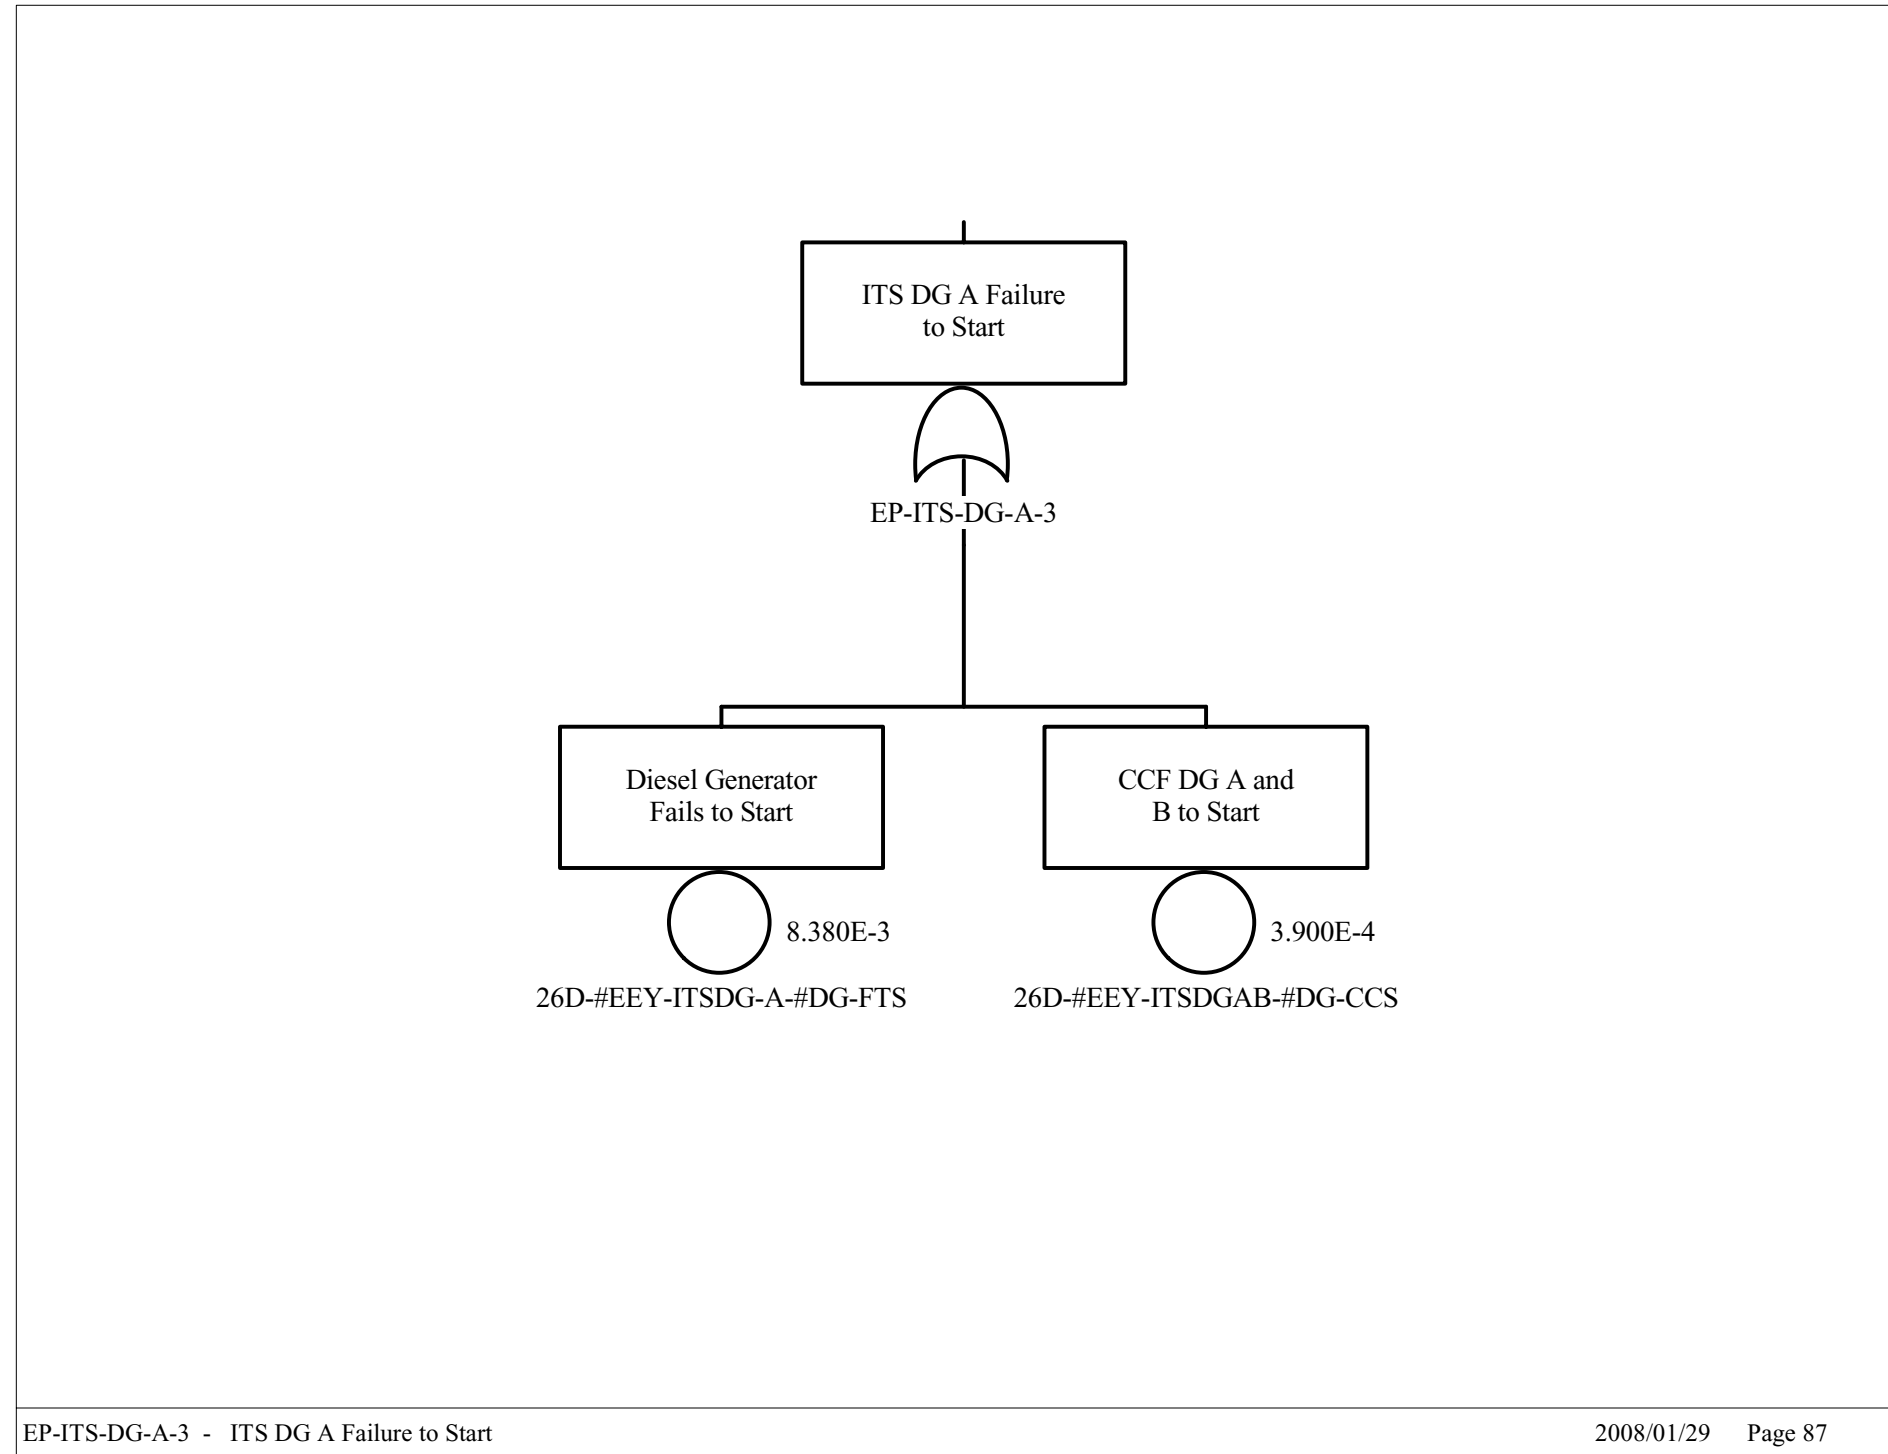 ITS DG A Failure
to Start
EP-ITS-DG-A-3
Diesel Generator
Fails to Start
CCF DG A and
B to Start
8.380E-3
3.900E-4
26D-#EEY-ITSDG-A-#DG-FTS
26D-#EEY-ITSDGAB-#DG-CCS
EP-ITS-DG-A-3 - ITS DG A Failure to Start
2008/01/29 Page 87